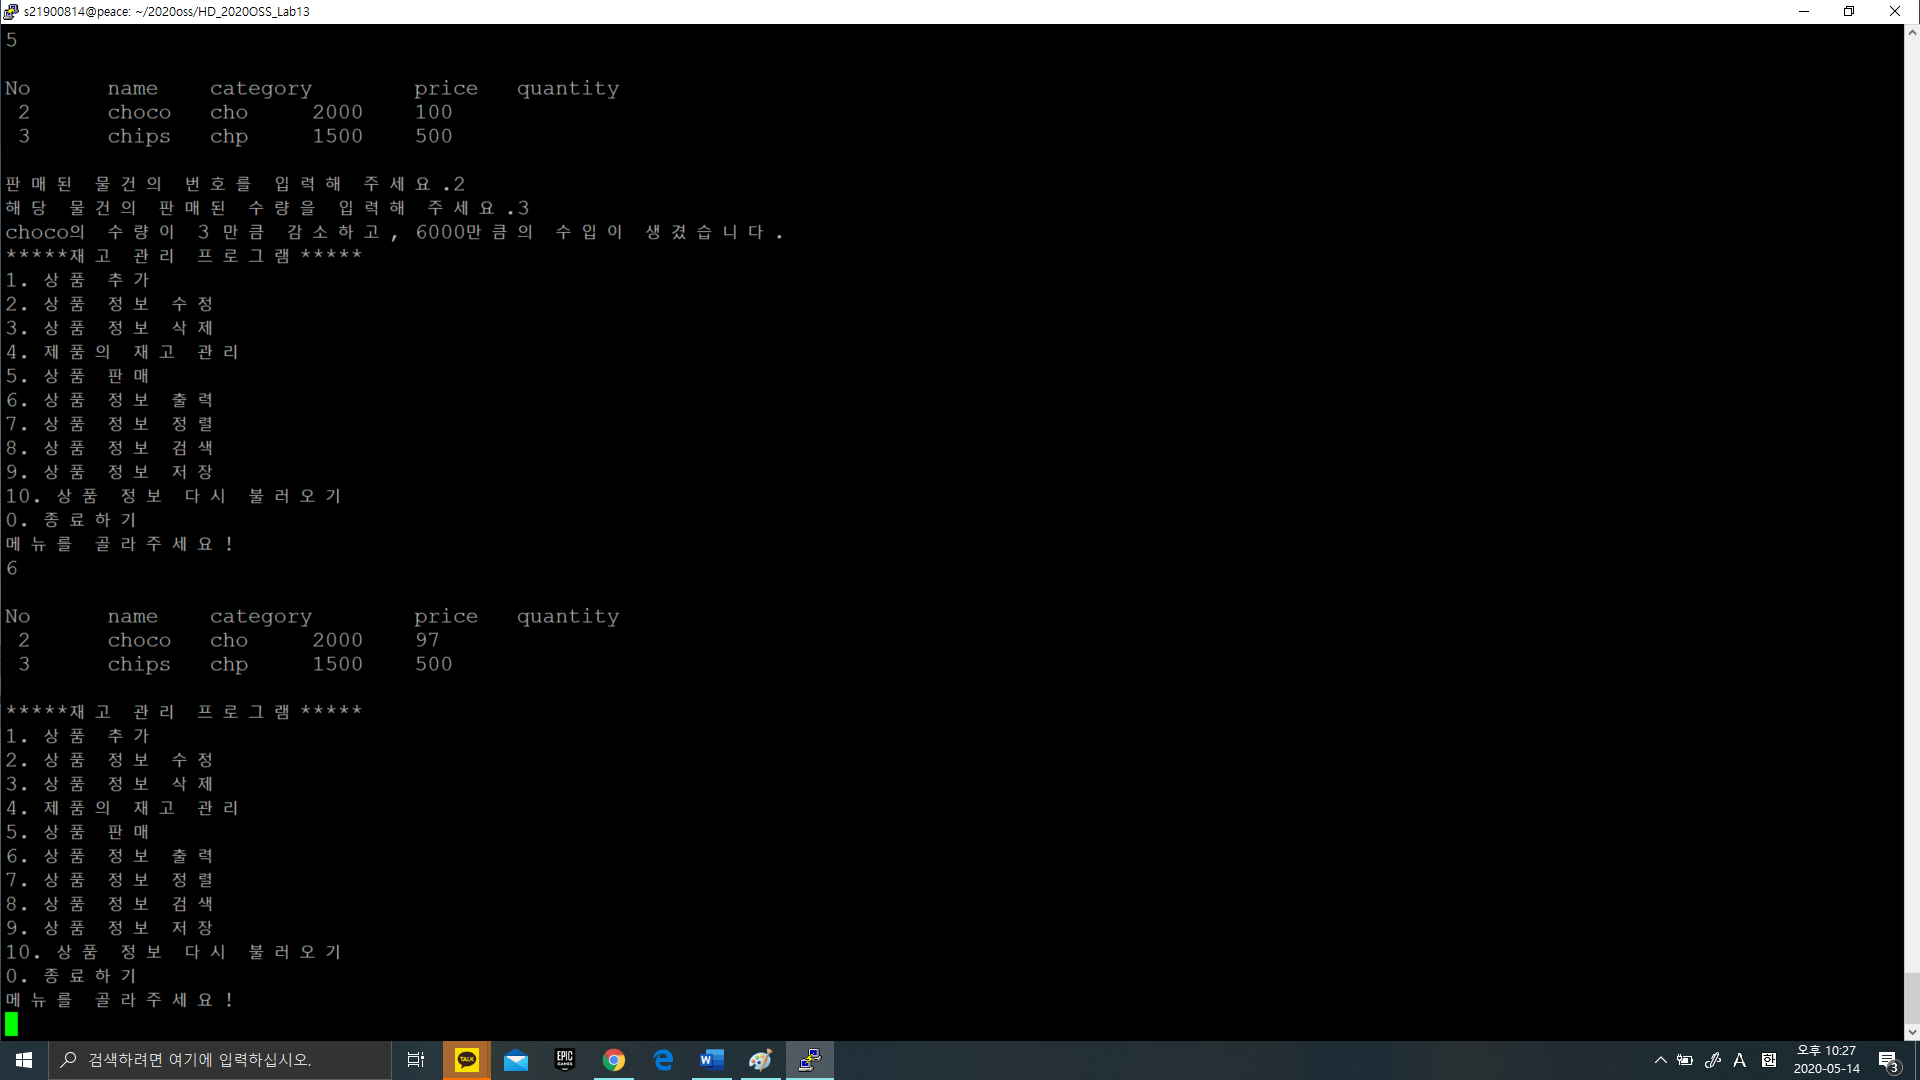 s21900814@peace: ~/2020oss/HD_2020OSS_Lab13
5
No name category price quantity
2 choco cho 2000 100
3 chips chp 1500 500
판매된 물건의 번호를 입력해 주세요.2
해당 물건의 판매된 수량을 입력해 주세요.3
choco의 수량이 3만큼 감소하고, 6000만큼의 수입이 생겼습니다.
*****재고 관리 프로그램*****
1. 상품 추가
2. 상품 정보 수정
3. 상품 정보 삭제
4. 제품의 재고 관리
5. 상품 판매
6. 상품 정보 출력
7. 상품 정보 정렬
8. 상품 정보 검색
9. 상품 정보 저장
10. 상품 정보 다시 불러오기
0. 종료하기
메뉴를 골라주세요!
6
No name category price quantity
2 choco cho 2000 97
3 chips chp 1500 500
*****재고 관리 프로그램*****
1. 상품 추가
2. 상품 정보 수정
3. 상품 정보 삭제
4. 제품의 재고 관리
5. 상품 판매
6. 상품 정보 출력
7. 상품 정보 정렬
8. 상품 정보 검색
9. 상품 정보 저장
10. 상품 정보 다시 불러오기
0. 종료하기
메뉴를 골라주세요!
검색하려면 여기에 입력하십시오.
TALK
EPIC GAMES
A
오후 10:27
2020-05-14
3